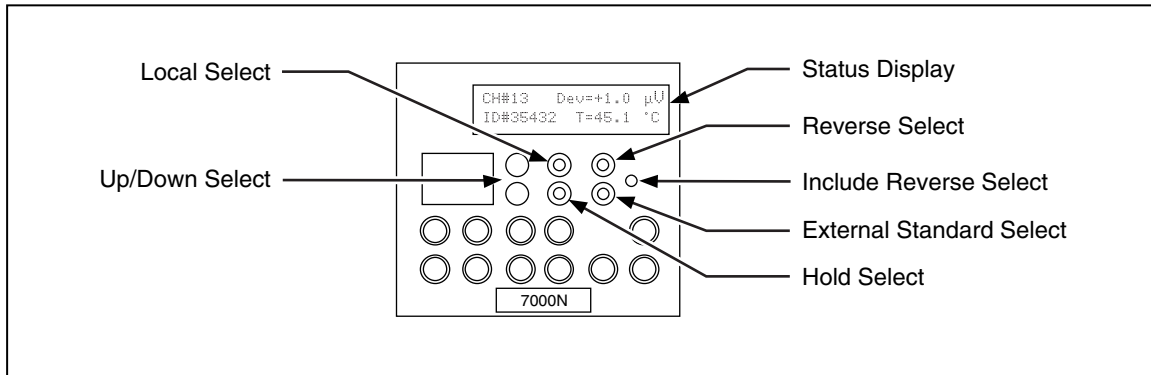 Local Select
Up/Down Select
CH#13 Dev=+1.0 µV
ID#35432 T=45.1 °C
7000N
Status Display
Reverse Select
Include Reverse Select
External Standard Select
Hold Select